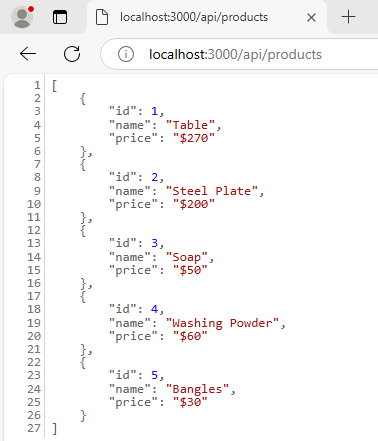 localhost:3000/api/products
localhost:3000/api/products
1 [
2     {
3         "id": 1,
4         "name": "Table",
5         "price": "$270"
6     },
7     {
8         "id": 2,
9         "name": "Steel Plate",
10         "price": "$200"
11     },
12     {
13         "id": 3,
14         "name": "Soap",
15         "price": "$50"
16     },
17     {
18         "id": 4,
19         "name": "Washing Powder",
20         "price": "$60"
21     },
22     {
23         "id": 5,
24         "name": "Bangles",
25         "price": "$30"
26     }
27 ]